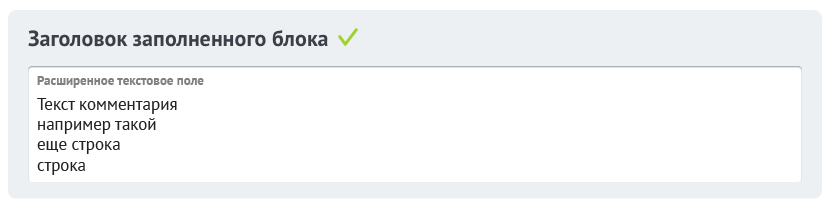 Заголовок заполненного блока
Расширенное текстовое поле
Текст комментария
например такой
еще строка
строка